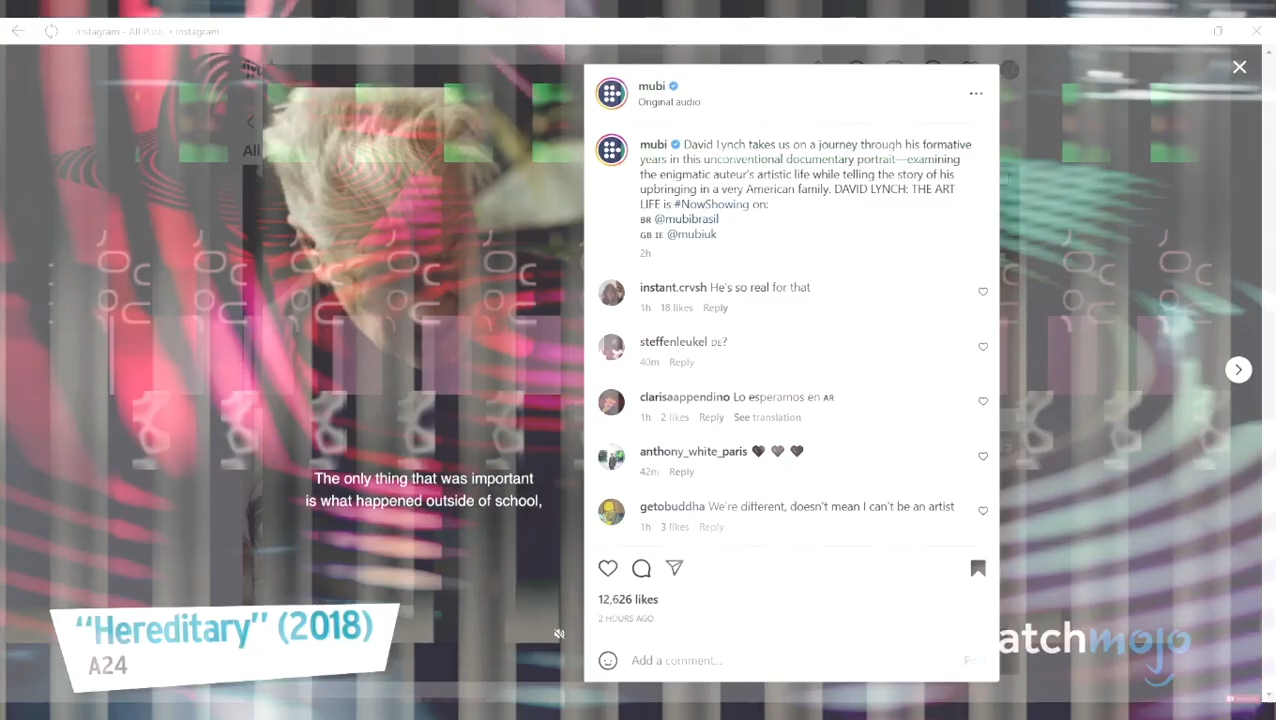 Instagram - All Posts • Instagram
mubi
Original audio
mubi David Lynch takes us on a journey through his formative
years in this unconventional documentary portrait—examining
the enigmatic auteur's artistic life while telling the story of his
upbringing in a very American family. DAVID LYNCH: THE ART
LIFE is #NowShowing on:
BR @mubibrasil
GB IE @mubiuk
2h
instant.crvsh He's so real for that
1h 18 likes Reply
steffenleukel DE?
40m Reply
clarisaappendino Lo esperamos en AR
1h 2 likes Reply See translation
anthony_white_paris 🖤 🩶 🖤
42m Reply
getobuddha We're different, doesn't mean I can't be an artist
1h 3 likes Reply
12,626 likes
2 HOURS AGO
Add a comment...
Post
All
The only thing that was important
is what happened outside of school,
"Hereditary" (2018)
A24
atchmojo